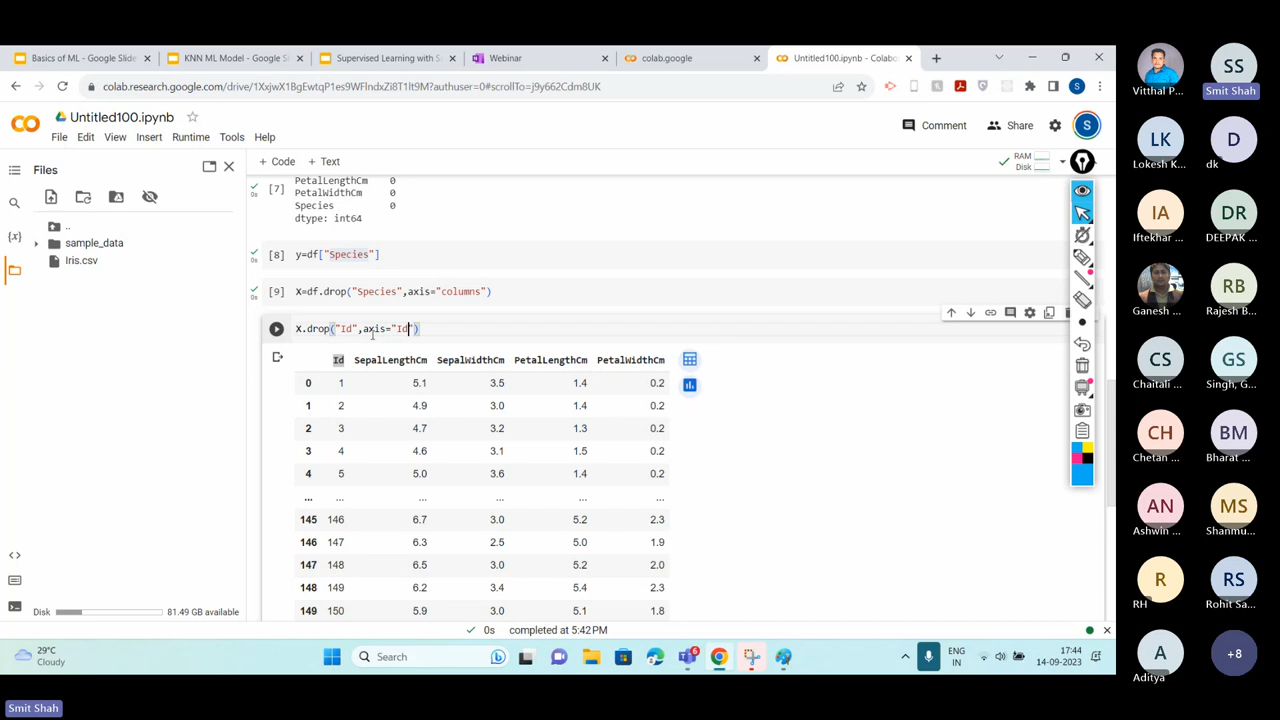 Basics of ML - Google Slide
KNN ML Model - Google Sl
Supervised Learning with S
Webinar
colab.google
Untitled100.ipynb - Colabo
colab.research.google.com/drive/1XxjwX1BgEwtqP1es9WFlndxZi8T1lt9M?authuser=0#scrollTo=j9y662Cdm8UK
S
CO
Untitled100.ipynb
File Edit View Insert Runtime Tools Help
Comment
Share
S
Files
+ Code + Text
RAM
Disk
..
sample_data
Iris.csv
{x}
[7]
0s
PetalLengthCm 0
PetalWidthCm 0
Species 0
dtype: int64
[8] y=df["Species"]
0s
[9] X=df.drop("Species",axis="columns")
0s
X.drop("Id",axis="Id")
Id SepalLengthCm SepalWidthCm PetalLengthCm PetalWidthCm
0 1 5.1 3.5 1.4 0.2
1 2 4.9 3.0 1.4 0.2
2 3 4.7 3.2 1.3 0.2
3 4 4.6 3.1 1.5 0.2
4 5 5.0 3.6 1.4 0.2
... ... ... ... ... ...
145 146 6.7 3.0 5.2 2.3
146 147 6.3 2.5 5.0 1.9
147 148 6.5 3.0 5.2 2.0
148 149 6.2 3.4 5.4 2.3
149 150 5.9 3.0 5.1 1.8
Disk 81.49 GB available
0s completed at 5:42 PM
29°C
Cloudy
Search
6
ENG
IN
17:44
14-09-2023
Vitthal P...
SS
Smit Shah
LK
Lokesh K...
D
dk
IA
Iftekhar ...
DR
DEEPAK ...
Ganesh ...
RB
Rajesh B...
CS
Chaitali ...
GS
Singh, G...
CH
Chetan ...
BM
Bharat ...
AN
Ashwin ...
MS
Shanmu...
R
RH
RS
Rohit Sa...
A
Aditya
+8
Smit Shah